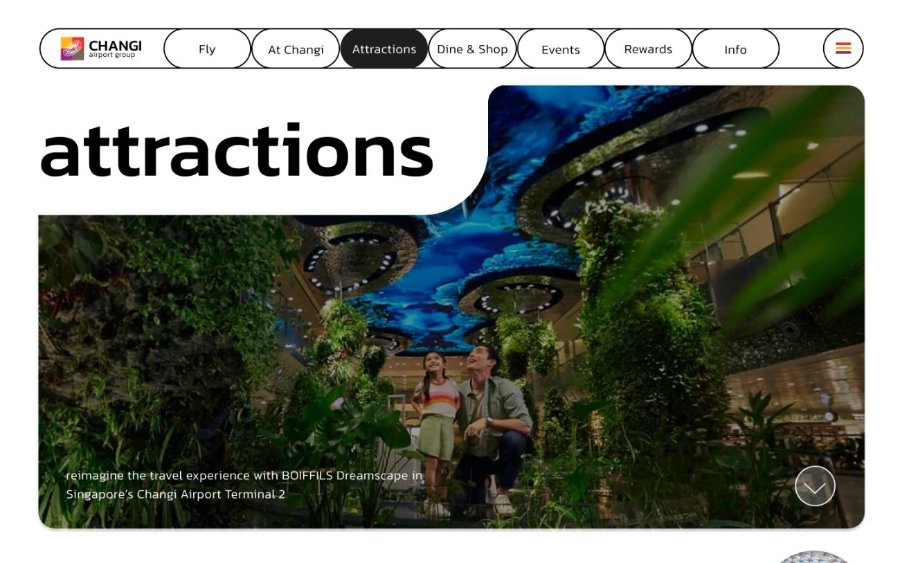 CHANGI
airport group
Fly
At Changi
Attractions
Dine & Shop
Events
Rewards
Info
attractions
reimagine the travel experience with BOIFFILS Dreamscape in
Singapore's Changi Airport Terminal 2